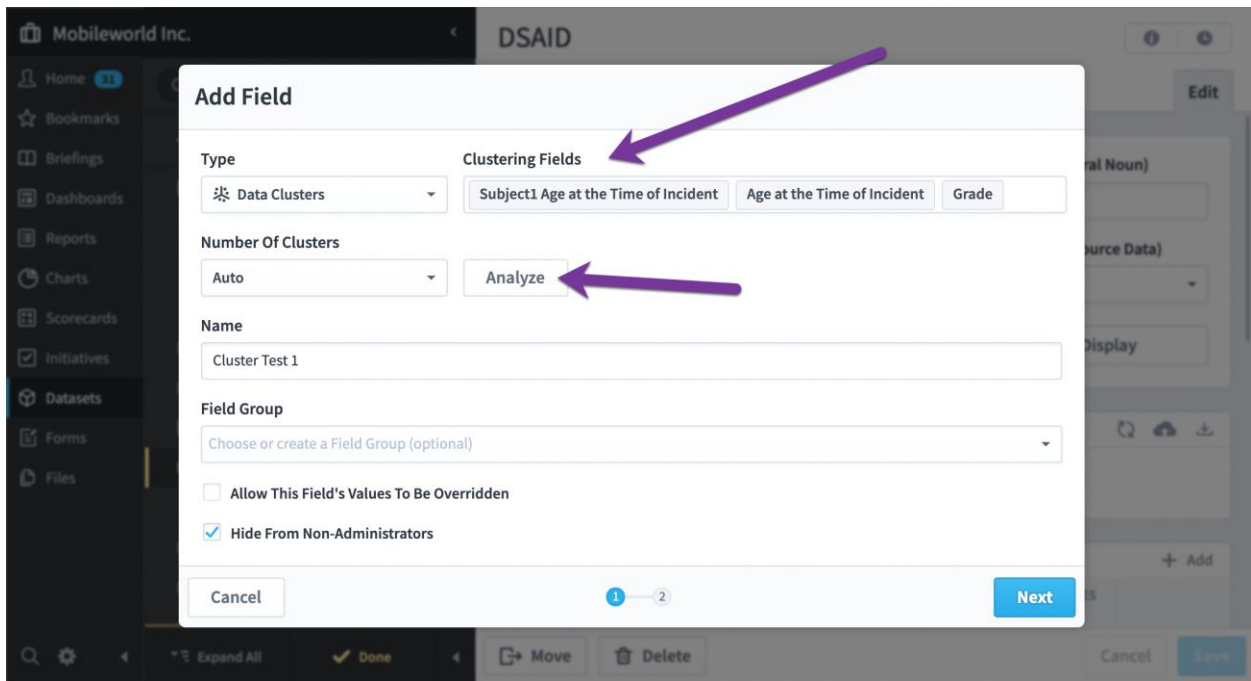 Mobileworld Inc.
DSAID
Home 31
Bookmarks
Briefings
Dashboards
Reports
Charts
Scorecards
Initiatives
Datasets
Forms
Files
Expand All
Done
Add Field
Type
Clustering Fields
Data Clusters
Subject1 Age at the Time of Incident
Age at the Time of Incident
Grade
Number Of Clusters
Auto
Analyze
Name
Cluster Test 1
Field Group
Choose or create a Field Group (optional)
Allow This Field's Values To Be Overridden
Hide From Non-Administrators
Cancel
1 2
Next
Edit
ral Noun)
ource Data)
Display
Add
Move
Delete
Cancel
Save